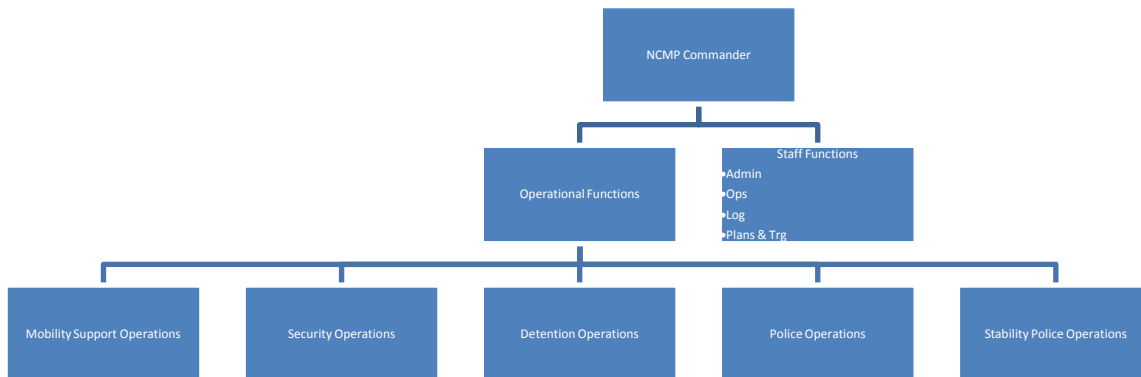 NCMP Commander
Operational Functions
Staff Functions
•Admin
•Ops
•Log
•Plans & Trg
Mobility Support Operations
Security Operations
Detention Operations
Police Operations
Stability Police Operations